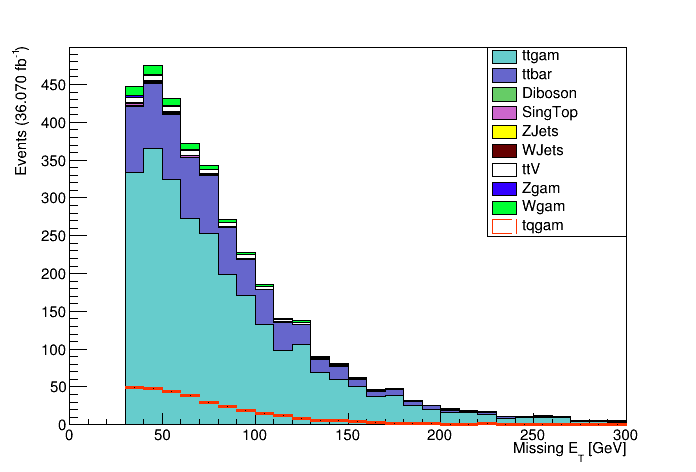 Events (36.070 fb-1)
450
400
350
300
250
200
150
100
50
0
0 50 100 150 200 250 300
Missing ET [GeV]
ttgam
ttbar
Diboson
SingTop
ZJets
WJets
ttV
Zgam
Wgam
tqgam